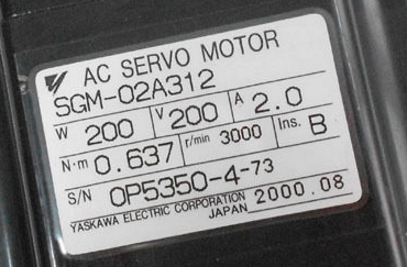 AC SERVO MOTOR
SGM-02A312
W 200 V 200 A 2.0
N·m 0.637 r/min 3000 Ins. B
S/N 0P5350-4-73
YASKAWA ELECTRIC CORPORATION 2000.08
JAPAN